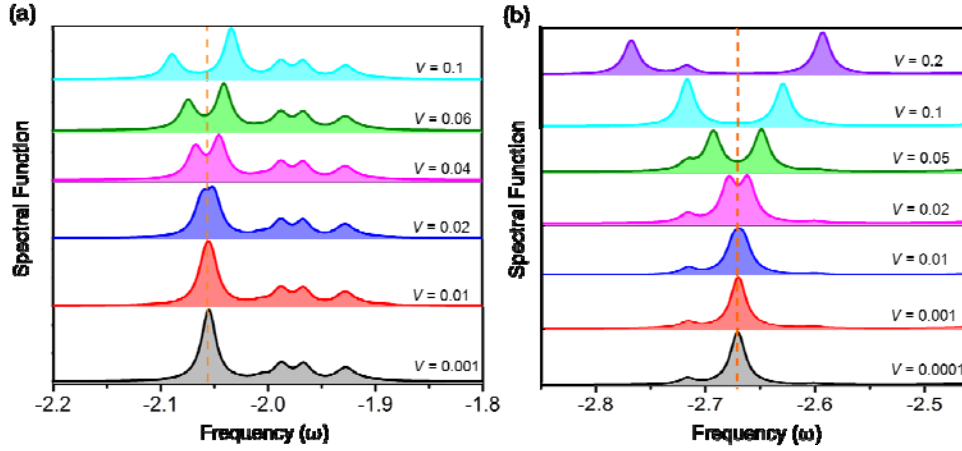 (a)
Spectral Function
V = 0.1
V = 0.06
V = 0.04
V = 0.02
V = 0.01
V = 0.001
-2.2 -2.1 -2.0 -1.9 -1.8
Frequency (ω)
(b)
Spectral Function
V = 0.2
V = 0.1
V = 0.05
V = 0.02
V = 0.01
V = 0.001
V = 0.0001
-2.8 -2.7 -2.6 -2.5
Frequency (ω)